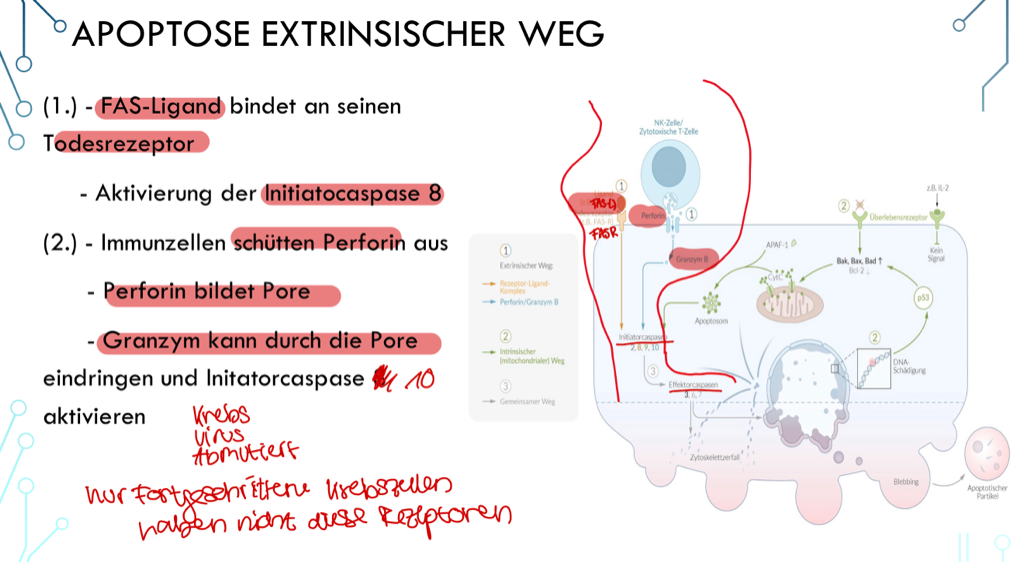 APOPTOSE EXTRINSISCHER WEG
(1.) - FAS-Ligand bindet an seinen
Todesrezeptor
- Aktivierung der Initiatocaspase 8
(2.) - Immunzellen schütten Perforin aus
- Perforin bildet Pore
- Granzym kann durch die Pore
eindringen und Initatorcaspase 10
aktivieren
Krebs
Virus
Abmutiert
nur Fortgeschrittene Krebszellen
haben nicht diese Rezeptoren
NK-Zelle/
Zytotoxische T-Zelle
1
FAS-L
FASR
Perforin
1
Granzym B
1
Extrinsischer Weg:
Rezeptor-Ligand-
Komplex
Perforin/Granzym B
2
Intrinsischer
(mitochondrialer) Weg
3
Gemeinsamer Weg
APAF-1
CytC
Apoptosom
Initiatorcaspasen
2, 8, 9, 10
3
Effektorcaspasen
3, 6, 7
Zytoskelettzerfall
2
Überlebensrezeptor
z.B. IL-2
Kein
Signal
Bak, Bax, Bad ↑
Bcl-2 ↓
p53
2
DNA-
Schädigung
Blebbing
Apoptotischer
Partikel